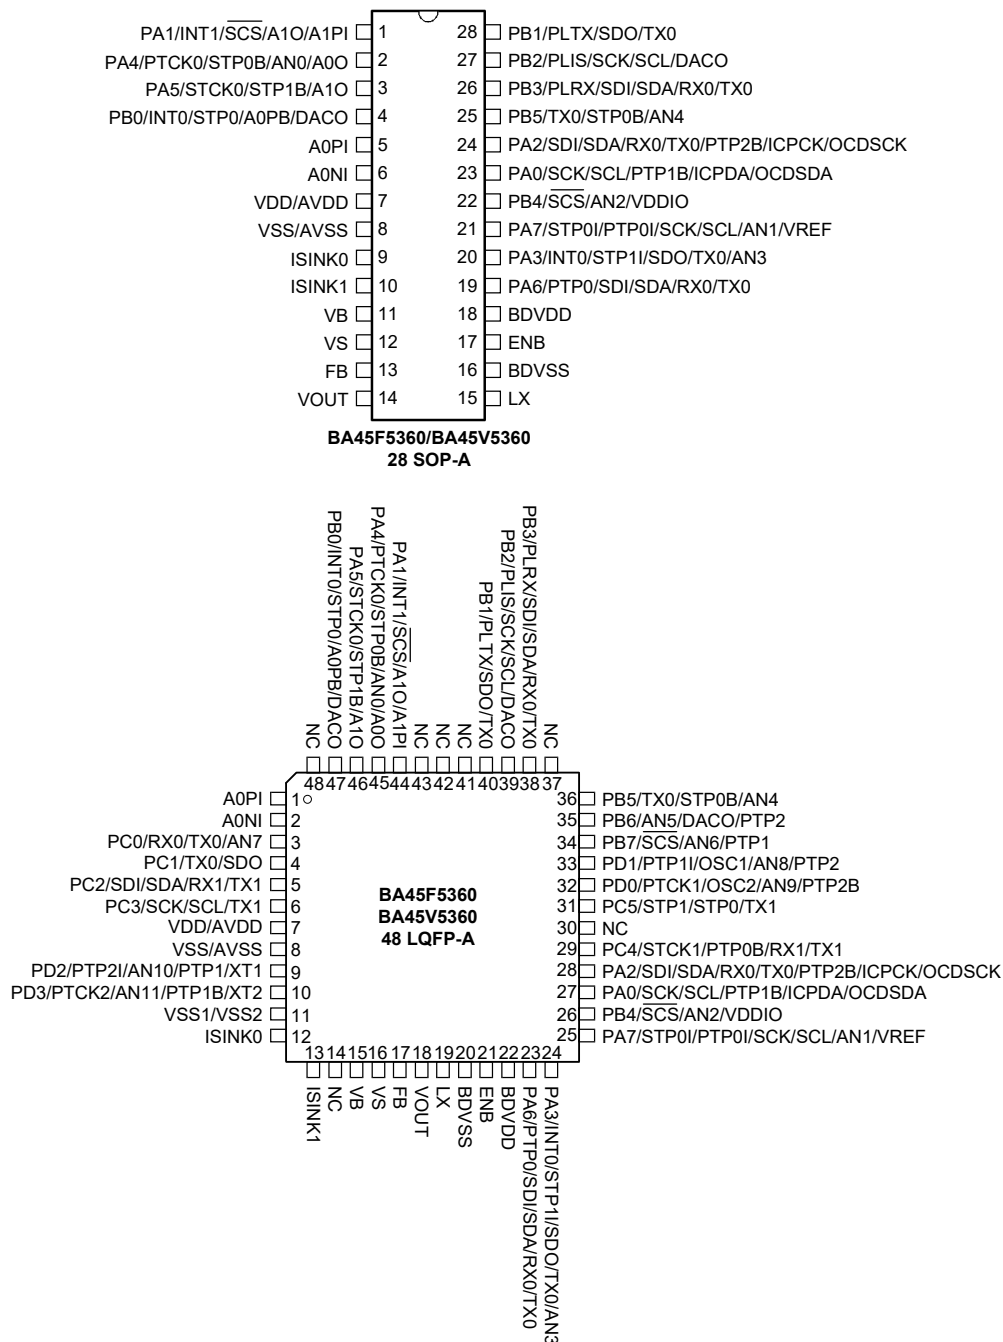 PA1/INT1/SCS/A1O/A1PI 1 28 PB1/PLTX/SDO/TX0
PA4/PTCK0/STP0B/AN0/A0O 2 27 PB2/PLIS/SCK/SCL/DACO
PA5/STCK0/STP1B/A1O 3 26 PB3/PLRX/SDI/SDA/RX0/TX0
PB0/INT0/STP0/A0PB/DACO 4 25 PB5/TX0/STP0B/AN4
A0PI 5 24 PA2/SDI/SDA/RX0/TX0/PTP2B/ICPCK/OCDSCK
A0NI 6 23 PA0/SCK/SCL/PTP1B/ICPDA/OCDSDA
VDD/AVDD 7 22 PB4/SCS/AN2/VDDIO
VSS/AVSS 8 21 PA7/STP0I/PTP0I/SCK/SCL/AN1/VREF
ISINK0 9 20 PA3/INT0/STP1I/SDO/TX0/AN3
ISINK1 10 19 PA6/PTP0/SDI/SDA/RX0/TX0
VB 11 18 BDVDD
VS 12 17 ENB
FB 13 16 BDVSS
VOUT 14 15 LX
BA45F5360/BA45V5360
28 SOP-A
NC
PB0/INT0/STP0/A0PB/DACO
PA5/STCK0/STP1B/A1O
PA4/PTCK0/STP0B/AN0/A0O
PA1/INT1/SCS/A1O/A1PI
NC
NC
NC
PB1/PLTX/SDO/TX0
PB2/PLIS/SCK/SCL/DACO
PB3/PLRX/SDI/SDA/RX0/TX0
NC
48 47 46 45 44 43 42 41 40 39 38 37
A0PI 1 36 PB5/TX0/STP0B/AN4
A0NI 2 35 PB6/AN5/DACO/PTP2
PC0/RX0/TX0/AN7 3 34 PB7/SCS/AN6/PTP1
PC1/TX0/SDO 4 33 PD1/PTP1I/OSC1/AN8/PTP2
PC2/SDI/SDA/RX1/TX1 5 32 PD0/PTCK1/OSC2/AN9/PTP2B
PC3/SCK/SCL/TX1 6 31 PC5/STP1/STP0/TX1
VDD/AVDD 7 30 NC
VSS/AVSS 8 29 PC4/STCK1/PTP0B/RX1/TX1
PD2/PTP2I/AN10/PTP1/XT1 9 28 PA2/SDI/SDA/RX0/TX0/PTP2B/ICPCK/OCDSCK
PD3/PTCK2/AN11/PTP1B/XT2 10 27 PA0/SCK/SCL/PTP1B/ICPDA/OCDSDA
VSS1/VSS2 11 26 PB4/SCS/AN2/VDDIO
ISINK0 12 25 PA7/STP0I/PTP0I/SCK/SCL/AN1/VREF
BA45F5360
BA45V5360
48 LQFP-A
13 14 15 16 17 18 19 20 21 22 23 24
ISINK1
NC
VB
VS
FB
VOUT
LX
BDVSS
ENB
BDVDD
PA6/PTP0/SDI/SDA/RX0/TX0
PA3/INT0/STP1I/SDO/TX0/AN3